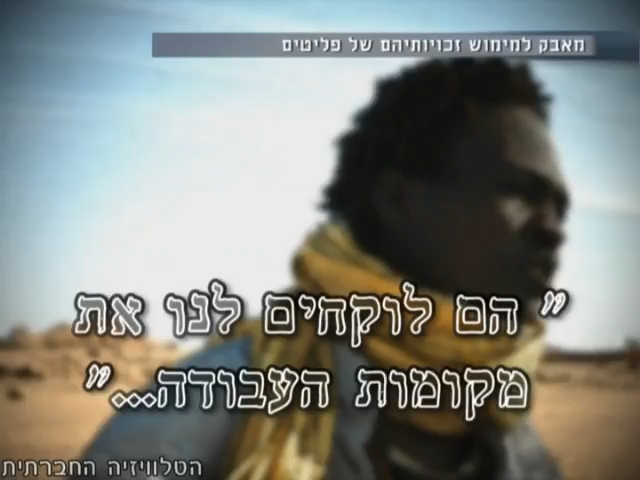 מאבק למימוש זכויותיהם של פליטים
" הם לוקחים לנו את
מקומות העבודה..."
הטלוויזיה החברתית